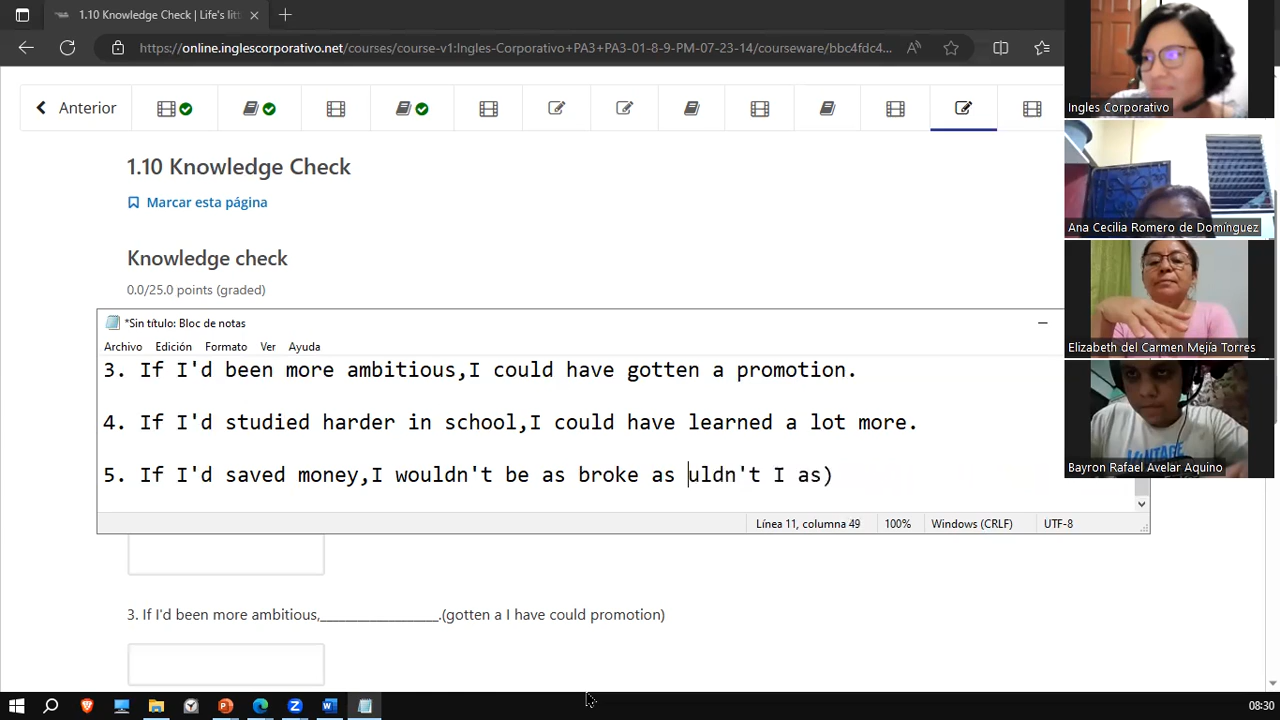 1.10 Knowledge Check | Life's litt
https://online.inglescorporativo.net/courses/course-v1:Ingles-Corporativo+PA3+PA3-01-8-9-PM-07-23-14/courseware/bbc4fdc4...
Anterior
1.10 Knowledge Check
Marcar esta página
Knowledge check
0.0/25.0 points (graded)
*Sin título: Bloc de notas
Archivo Edición Formato Ver Ayuda
3. If I'd been more ambitious,I could have gotten a promotion.
4. If I'd studied harder in school,I could have learned a lot more.
5. If I'd saved money,I wouldn't be as broke as uldn't I as)
Línea 11, columna 49 100% Windows (CRLF) UTF-8
3. If I'd been more ambitious,__________________.(gotten a I have could promotion)
Ingles Corporativo
Ana Cecilia Romero de Dominguez
Elizabeth del Carmen Mejía Torres
Bayron Rafael Avelar Aquino
08:30